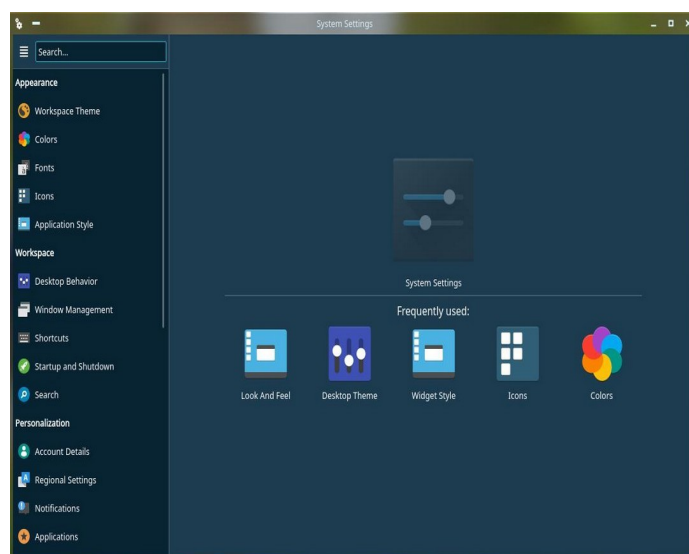 System Settings
Search...
Appearance
Workspace Theme
Colors
Fonts
Icons
Application Style
Workspace
Desktop Behavior
Window Management
Shortcuts
Startup and Shutdown
Search
Personalization
Account Details
Regional Settings
Notifications
Applications
System Settings
Frequently used:
Look And Feel Desktop Theme Widget Style Icons Colors